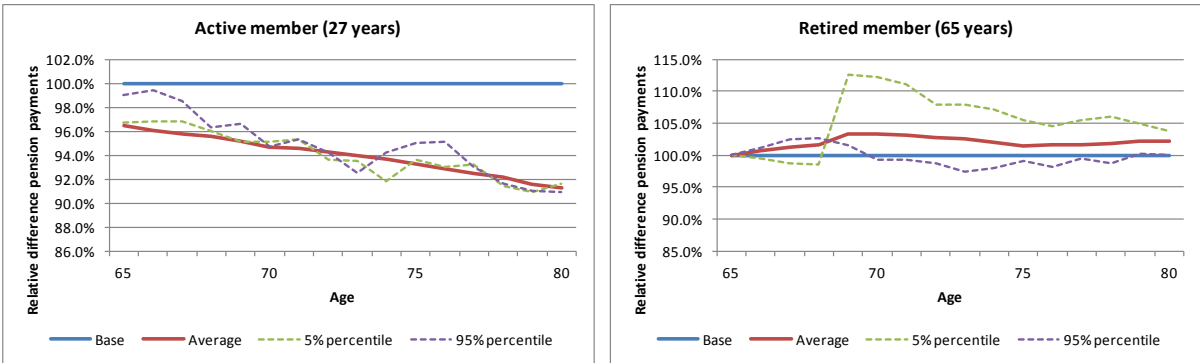 Active member (27 years)
Relative difference pension payments
102.0%
100.0%
98.0%
96.0%
94.0%
92.0%
90.0%
88.0%
86.0%
65 70 75 80
Age
Base Average 5% percentile 95% percentile
Retired member (65 years)
Relative difference pension payments
115.0%
110.0%
105.0%
100.0%
95.0%
90.0%
85.0%
65 70 75 80
Age
Base Average 5% percentile 95% percentile